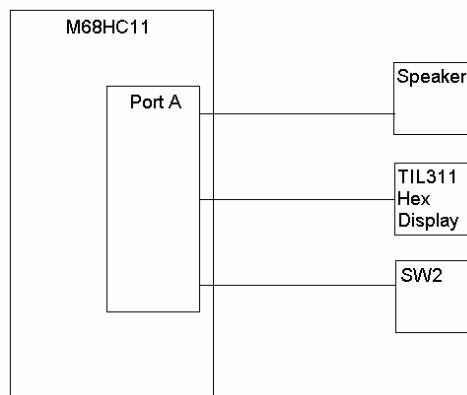 M68HC11
Port A
Speaker
TIL311
Hex
Display
SW2